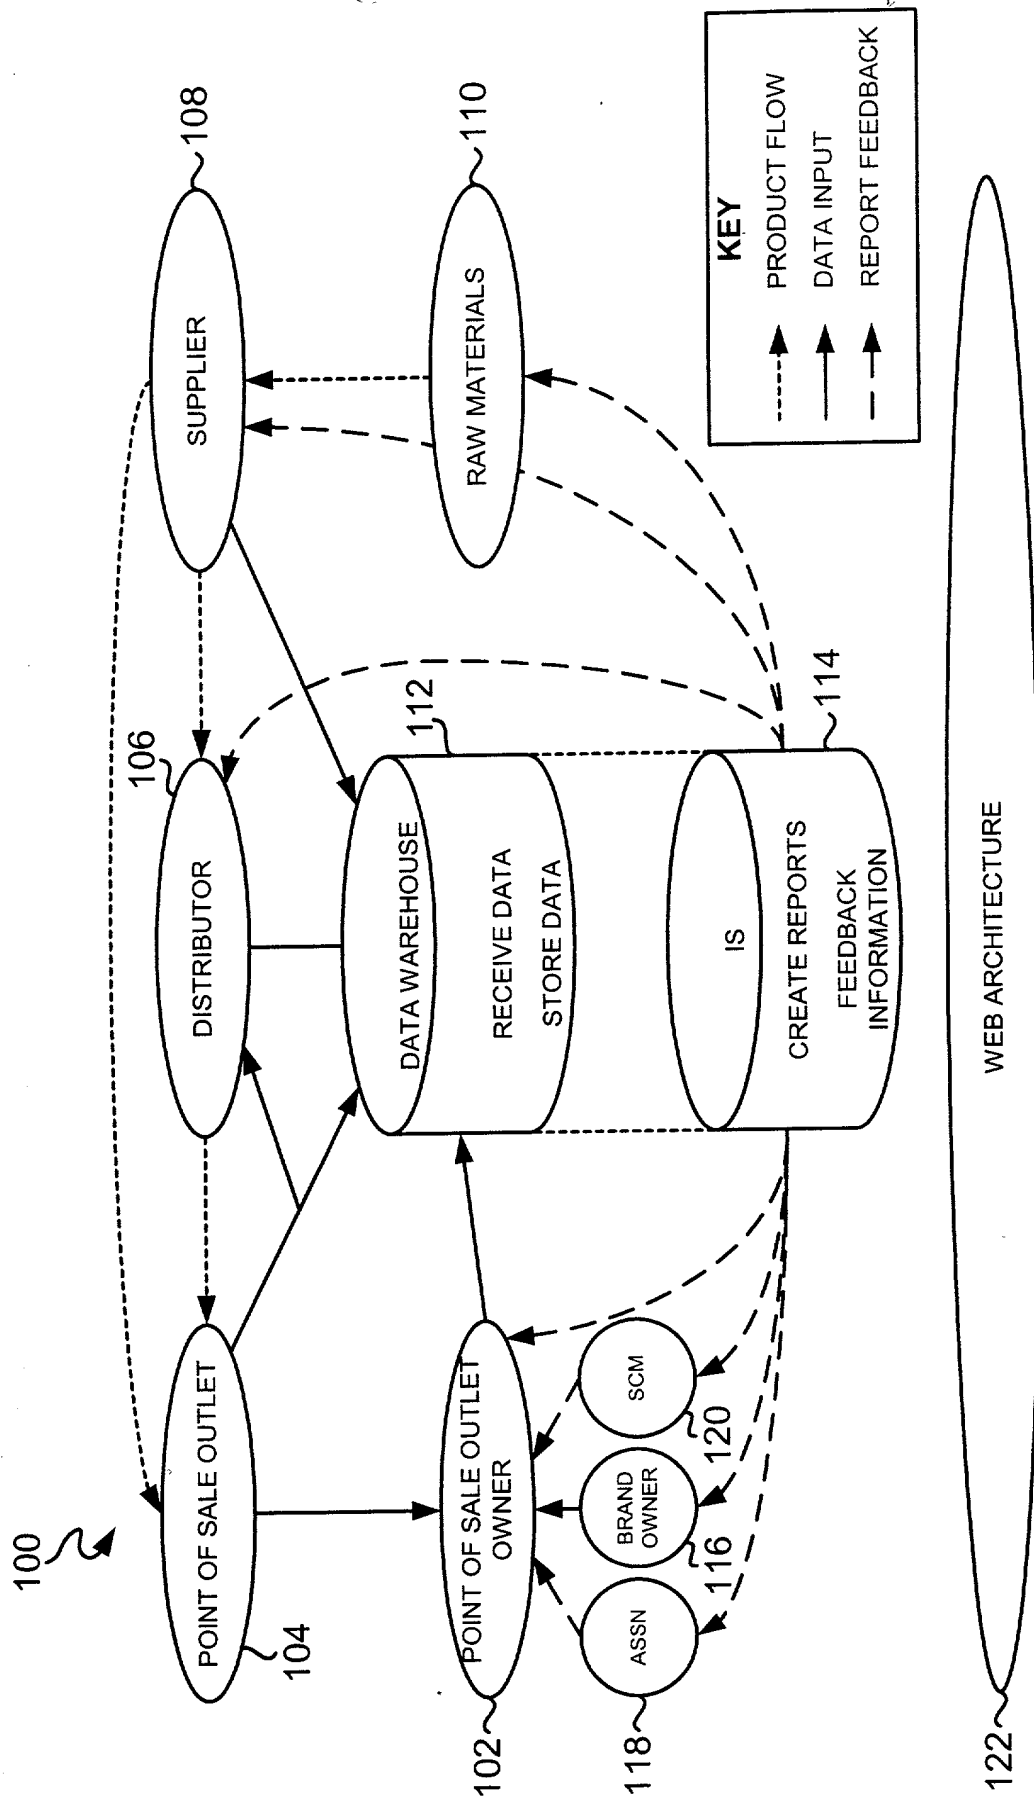 100
108
SUPPLIER
106
DISTRIBUTOR
POINT OF SALE OUTLET
104
110
RAW MATERIALS
112
DATA WAREHOUSE
RECEIVE DATA
STORE DATA
POINT OF SALE OUTLET
OWNER
102
SCM
120
BRAND
OWNER
116
ASSN
118
114
IS
CREATE REPORTS
FEEDBACK
INFORMATION
KEY
PRODUCT FLOW
DATA INPUT
REPORT FEEDBACK
WEB ARCHITECTURE
122